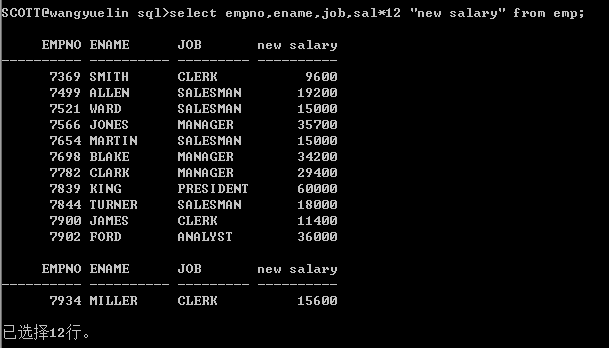 SCOTT@wangyuelin sql>select empno,ename,job,sal*12 "new salary" from emp;
EMPNO ENAME JOB new salary
---------- ---------- --------- ----------
7369 SMITH CLERK 9600
7499 ALLEN SALESMAN 19200
7521 WARD SALESMAN 15000
7566 JONES MANAGER 35700
7654 MARTIN SALESMAN 15000
7698 BLAKE MANAGER 34200
7782 CLARK MANAGER 29400
7839 KING PRESIDENT 60000
7844 TURNER SALESMAN 18000
7900 JAMES CLERK 11400
7902 FORD ANALYST 36000
EMPNO ENAME JOB new salary
---------- ---------- --------- ----------
7934 MILLER CLERK 15600
已选择12行。